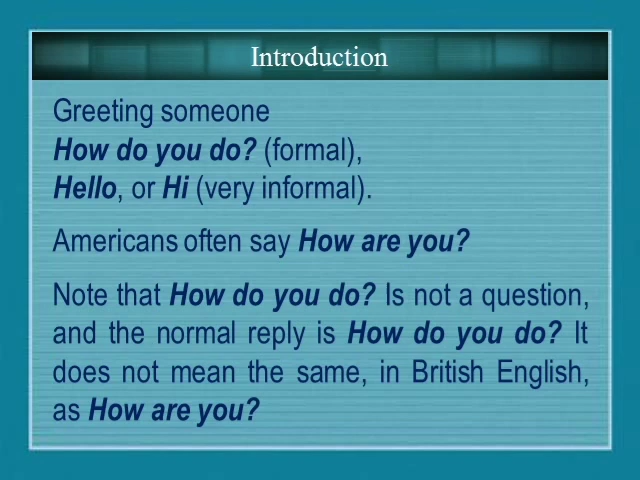 Introduction
Greeting someone
How do you do? (formal),
Hello, or Hi (very informal).
Americans often say How are you?
Note that How do you do? Is not a question,
and the normal reply is How do you do? It
does not mean the same, in British English,
as How are you?